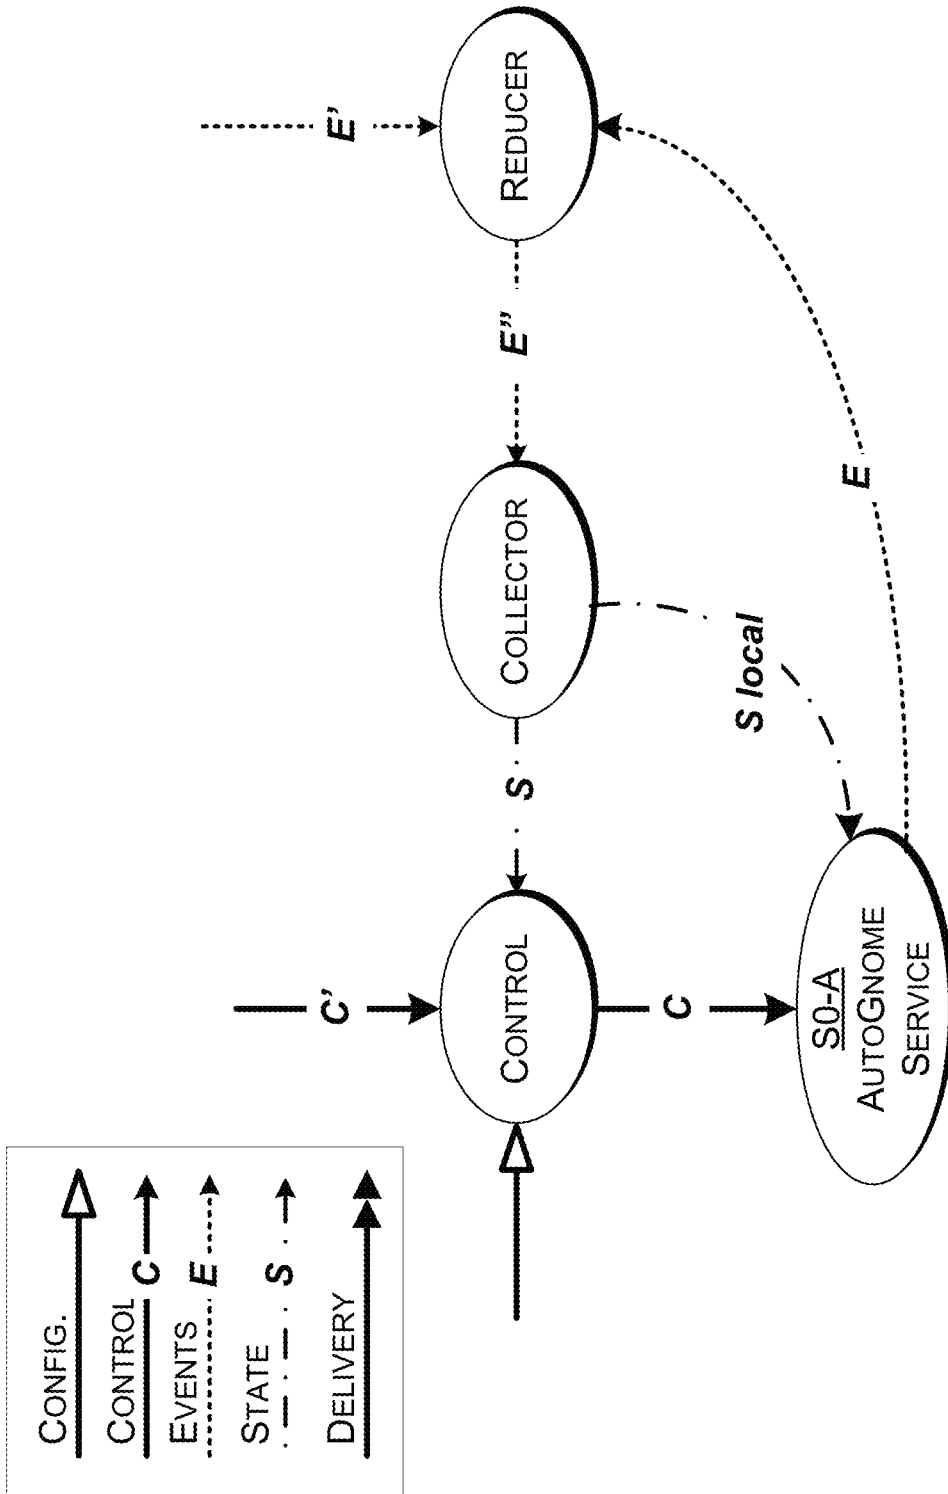 CONFIG.
CONTROL
C
EVENTS
E
STATE
S
DELIVERY
C'
CONTROL
S
COLLECTOR
E"
REDUCER
E'
C
S local
E
S0-A
AUTOGNOME
SERVICE